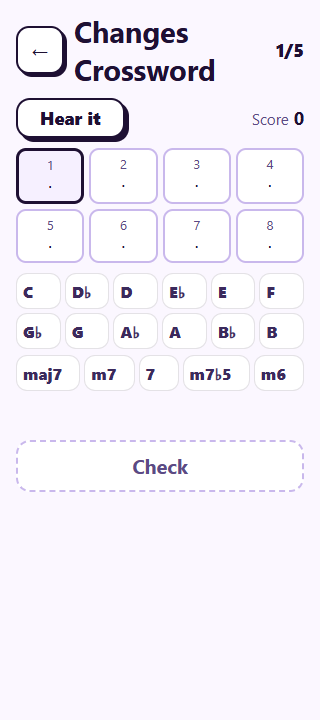 ←
Changes
Crossword
1/5
Hear it
Score 0
1 2 3 4
. . . .
5 6 7 8
. . . .
C D♭ D E♭ E F
G♭ G A♭ A B♭ B
maj7 m7 7 m7♭5 m6
Check